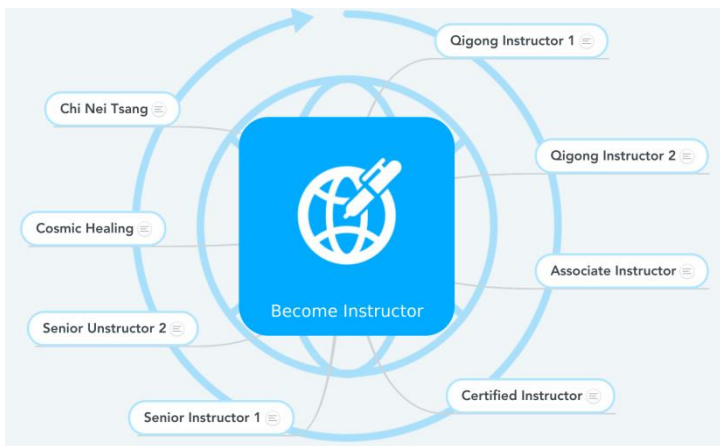 Qigong Instructor 1
Chi Nei Tsang
Qigong Instructor 2
Cosmic Healing
Associate Instructor
Become Instructor
Senior Unstructor 2
Certified Instructor
Senior Instructor 1